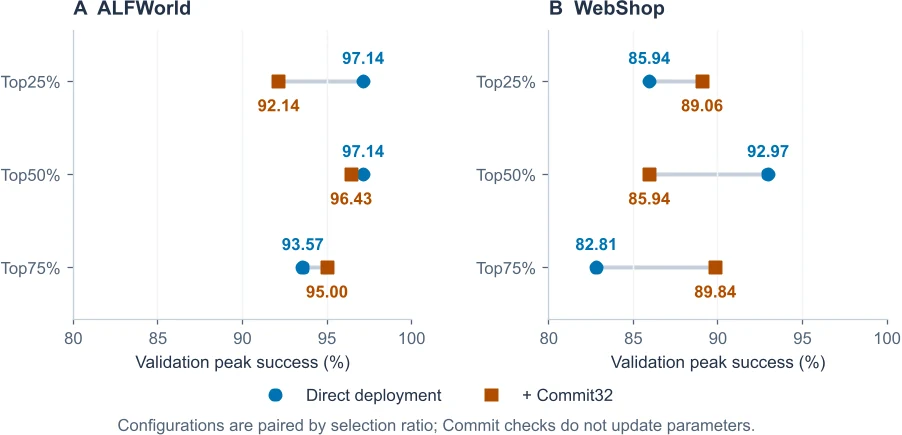 A ALFWorld
97.14
Top25%
92.14
97.14
Top50%
96.43
93.57
Top75%
95.00
80 85 90 95 100
Validation peak success (%)
B WebShop
85.94
Top25%
89.06
92.97
Top50%
85.94
82.81
Top75%
89.84
80 85 90 95 100
Validation peak success (%)
Direct deployment
+ Commit32
Configurations are paired by selection ratio; Commit checks do not update parameters.